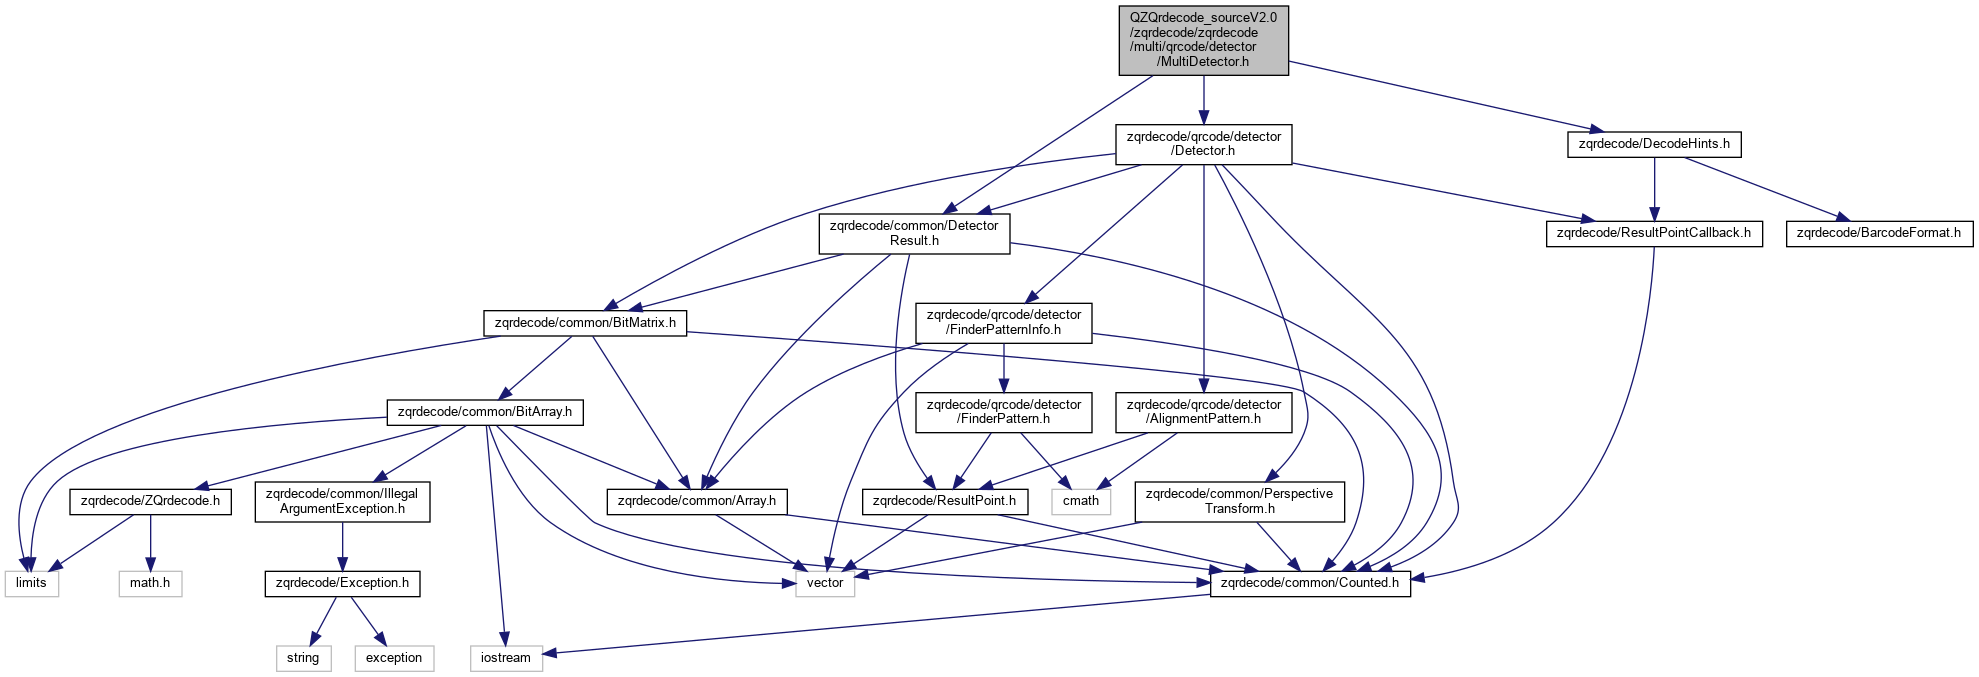 QZQrdecode_sourceV2.0
/zqrdecode/zqrdecode
/multi/qrcode/detector
/MultiDetector.h
zqrdecode/qrcode/detector
/Detector.h
zqrdecode/DecodeHints.h
zqrdecode/common/Detector
Result.h
zqrdecode/ResultPointCallback.h
zqrdecode/BarcodeFormat.h
zqrdecode/common/BitMatrix.h
zqrdecode/qrcode/detector
/FinderPatternInfo.h
zqrdecode/common/BitArray.h
zqrdecode/qrcode/detector
/FinderPattern.h
zqrdecode/qrcode/detector
/AlignmentPattern.h
zqrdecode/ZQrdecode.h
zqrdecode/common/Illegal
ArgumentException.h
zqrdecode/common/Array.h
zqrdecode/ResultPoint.h
cmath
zqrdecode/common/Perspective
Transform.h
limits
math.h
zqrdecode/Exception.h
vector
zqrdecode/common/Counted.h
string
exception
iostream